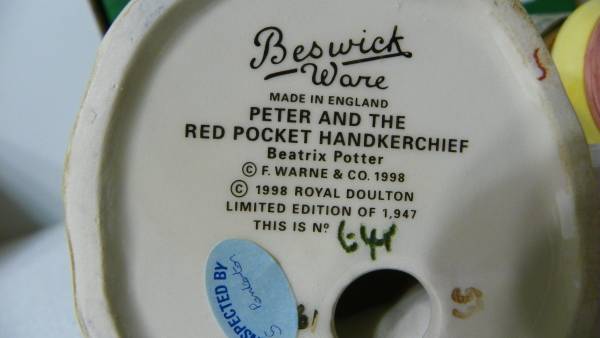 Beswick
Ware
MADE IN ENGLAND
PETER AND THE
RED POCKET HANDKERCHIEF
Beatrix Potter
© F. WARNE & CO. 1998
© 1998 ROYAL DOULTON
LIMITED EDITION OF 1,947
THIS IS Nº
INSPECTED BY